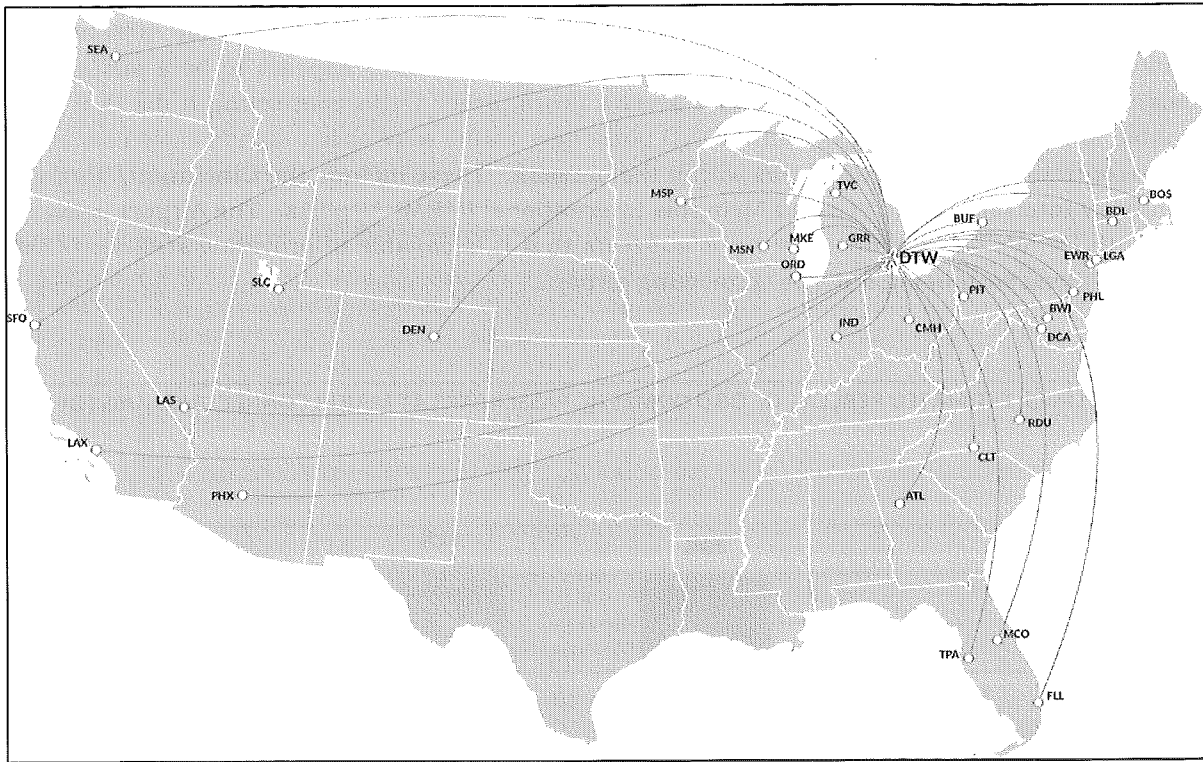 SEA
MSP
TVC
BOS
BUF
BDL
MSN
MKE
GRR
DTW
EWR
LGA
ORD
SLC
PIT
PHL
SFO
DEN
IND
CMH
BWI
DCA
LAS
RDU
LAX
CLT
PHX
ATL
MCO
TPA
FLL